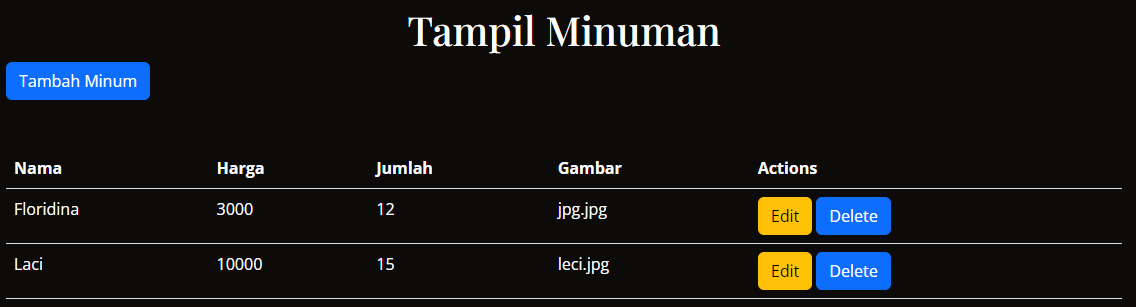 Tampil Minuman
Tambah Minum
Nama Harga Jumlah Gambar Actions
Floridina 3000 12 jpg.jpg Edit Delete
Laci 10000 15 leci.jpg Edit Delete